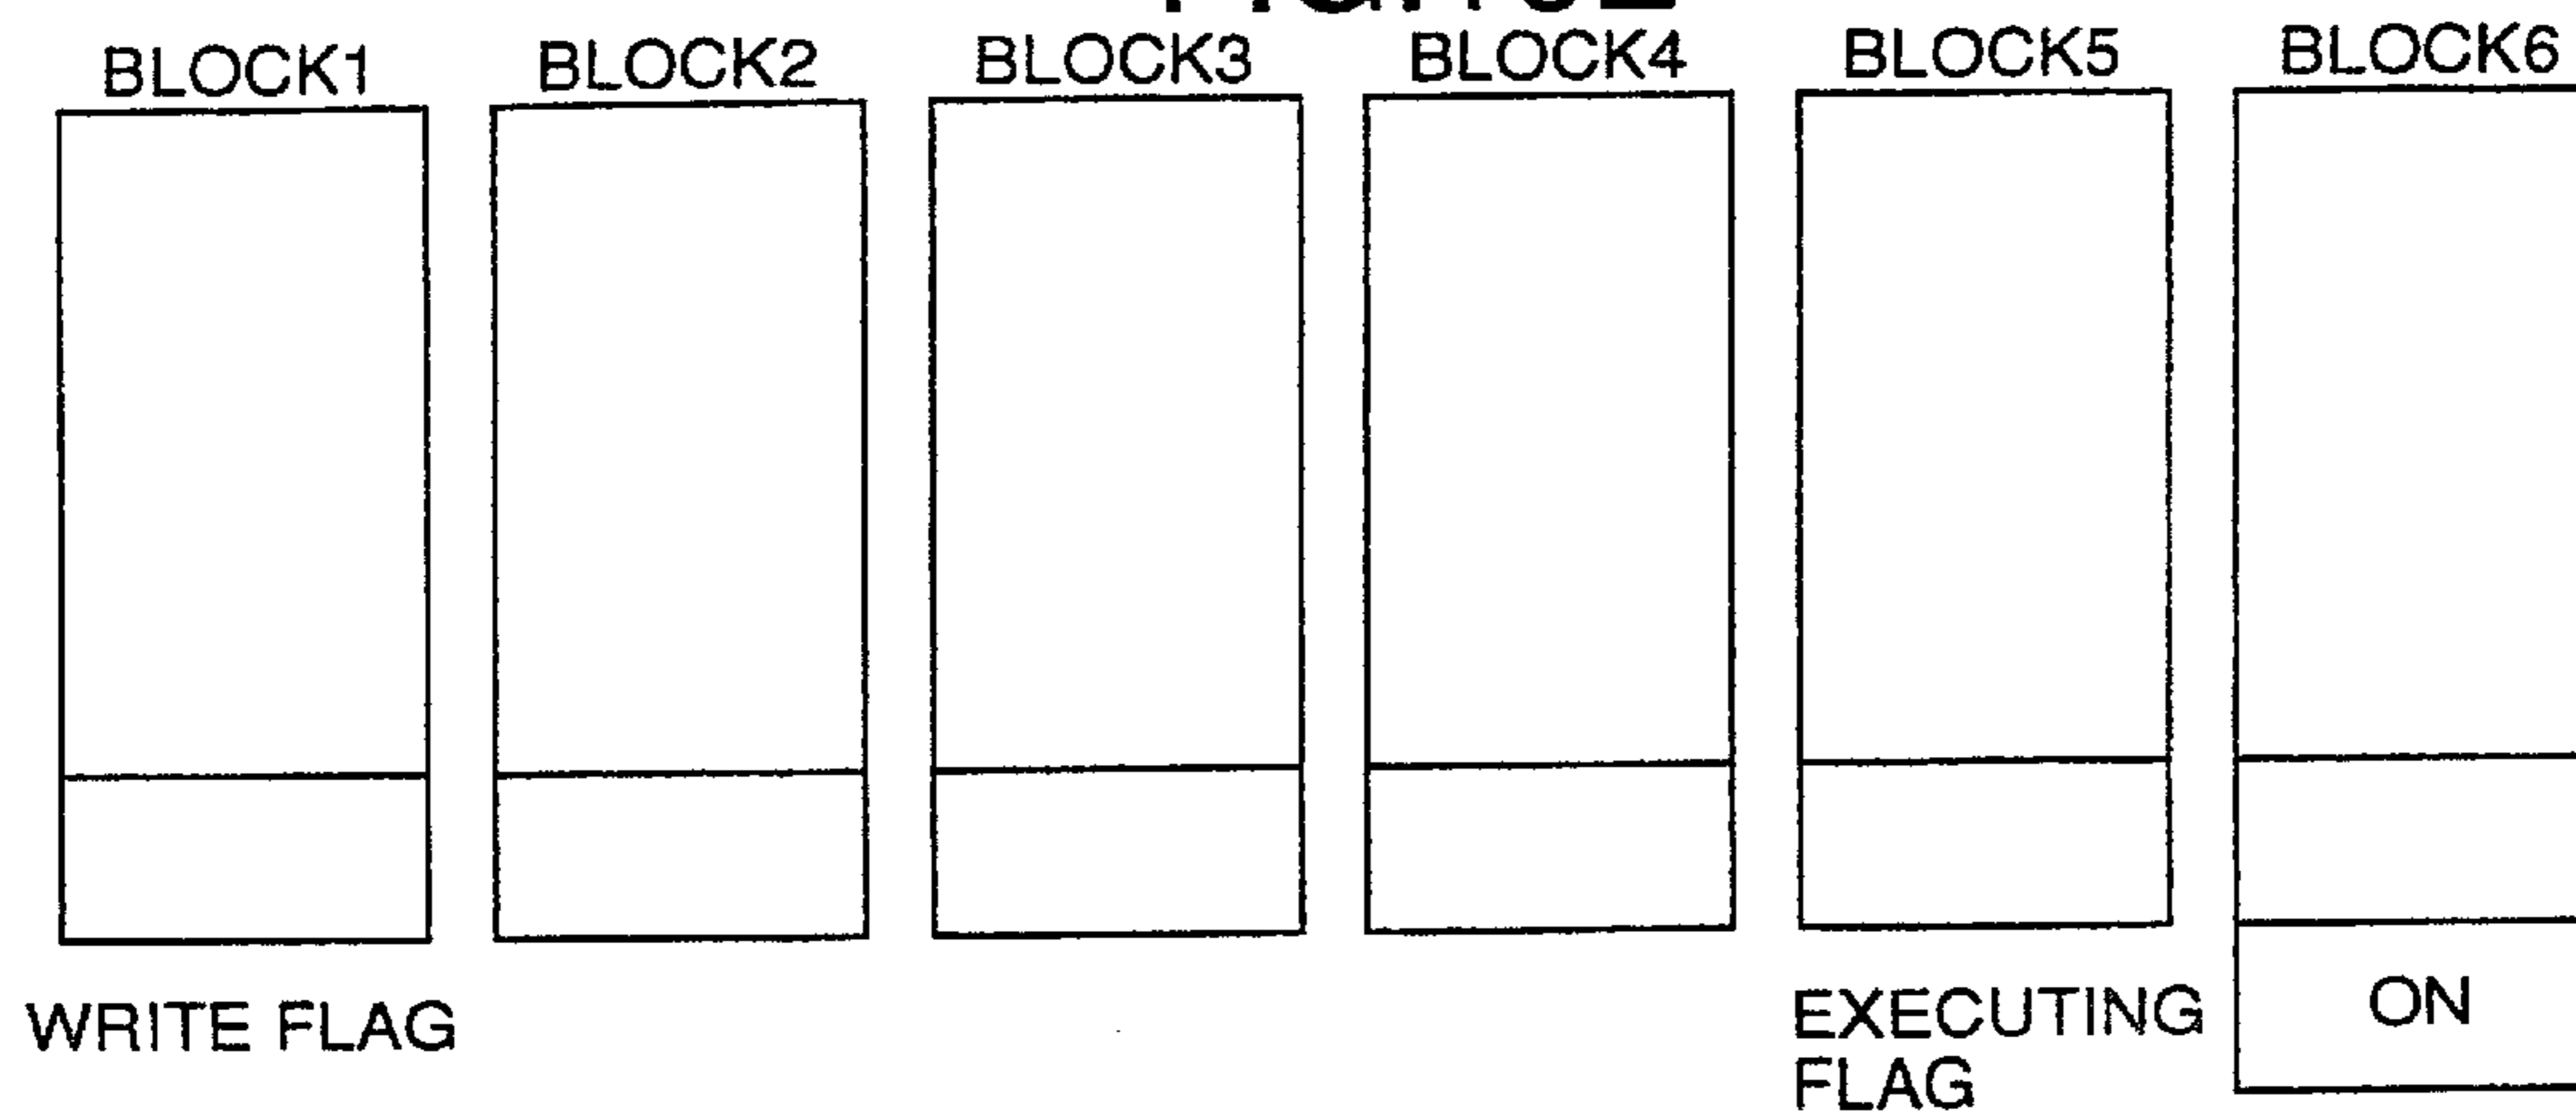 BLOCK1 BLOCK2 BLOCK3 BLOCK4 BLOCK5 BLOCK6
ON
WRITE FLAG
EXECUTING
FLAG